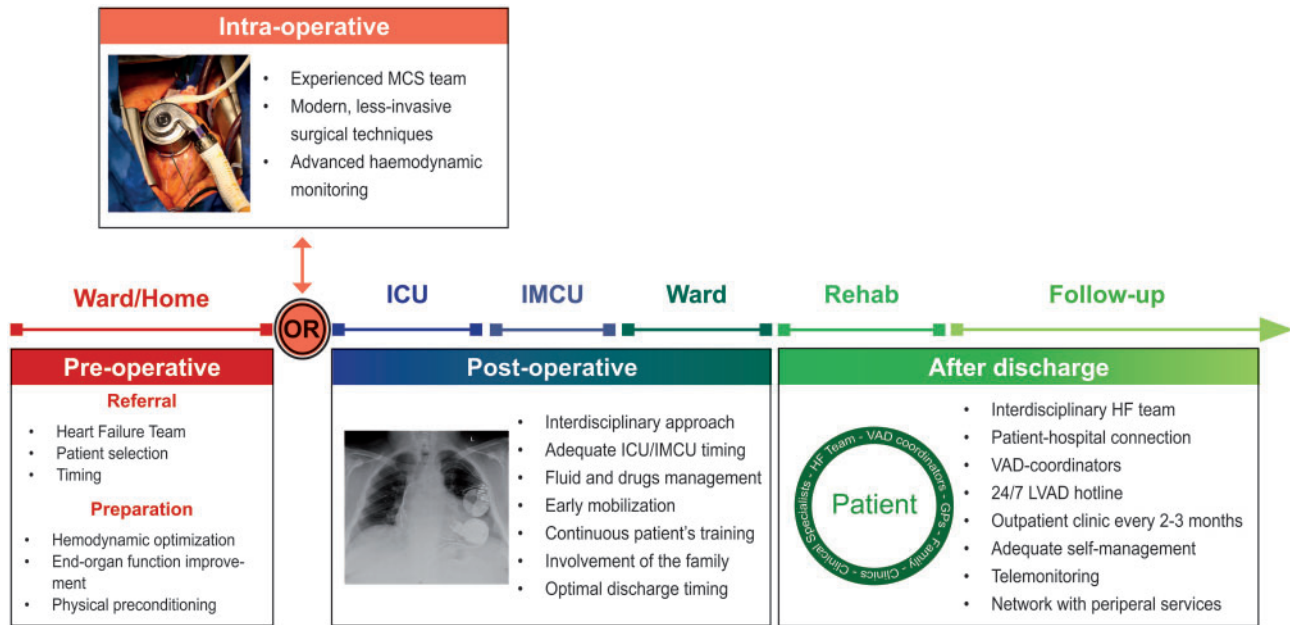 Intra-operative
• Experienced MCS team
• Modern, less-invasive
surgical techniques
• Advanced haemodynamic
monitoring
Ward/Home
OR
ICU
IMCU
Ward
Rehab
Follow-up
Pre-operative
Referral
• Heart Failure Team
• Patient selection
• Timing
Preparation
• Hemodynamic optimization
• End-organ function improve-
ment
• Physical preconditioning
Post-operative
L
• Interdisciplinary approach
• Adequate ICU/IMCU timing
• Fluid and drugs management
• Early mobilization
• Continuous patient's training
• Involvement of the family
• Optimal discharge timing
After discharge
HF Team - VAD coordinators - GPs - Family - Clinics - Clinical Specialists -
Patient
• Interdisciplinary HF team
• Patient-hospital connection
• VAD-coordinators
• 24/7 LVAD hotline
• Outpatient clinic every 2-3 months
• Adequate self-management
• Telemonitoring
• Network with periperal services